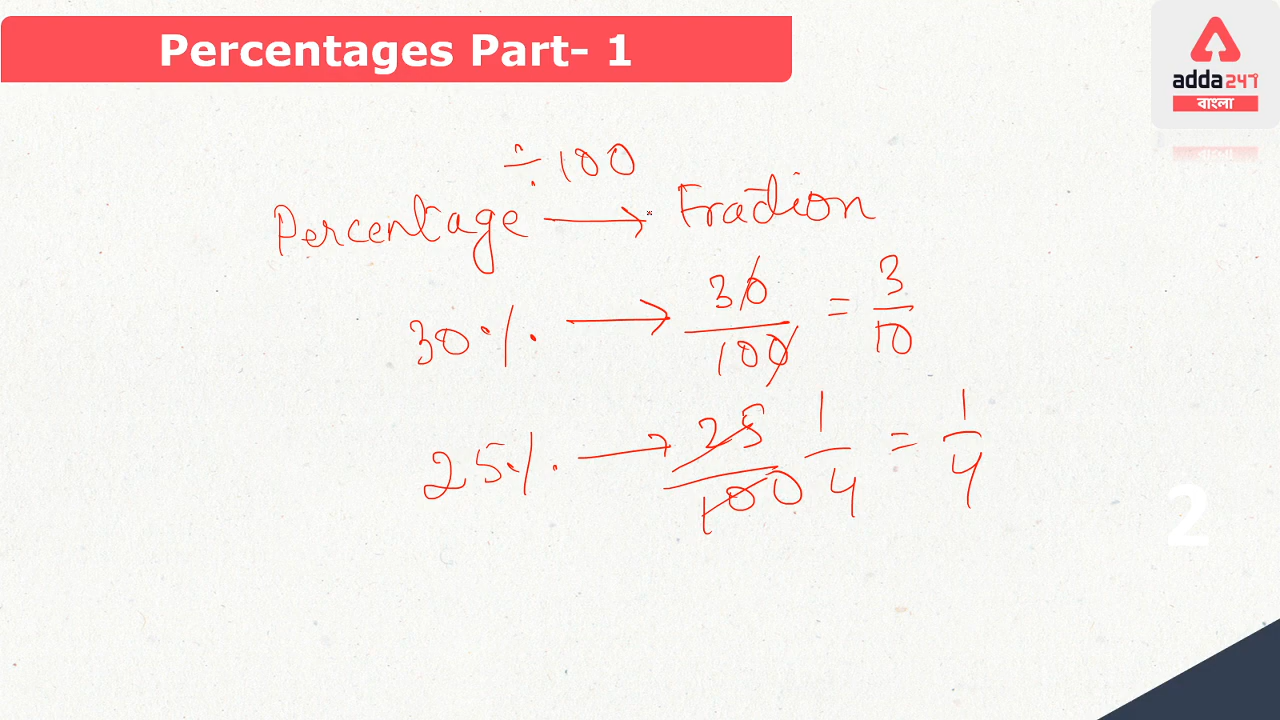 Percentages Part- 1
adda247
বাংলা
÷100
Percentage → Fraction
30% → 30/100 = 3/10
25% → 25/100 1/4 = 1/4
2